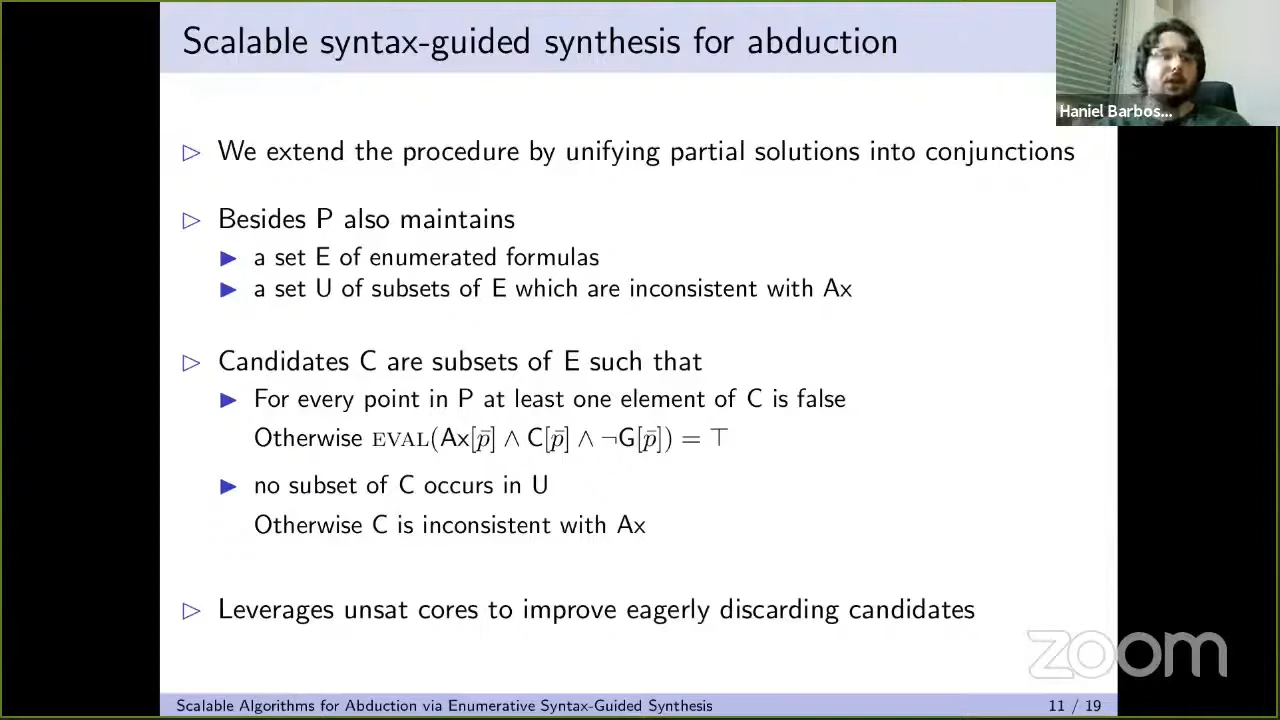 Scalable syntax-guided synthesis for abduction
Haniel Barbos...
▷ We extend the procedure by unifying partial solutions into conjunctions
▷ Besides P also maintains
▶ a set E of enumerated formulas
▶ a set U of subsets of E which are inconsistent with Ax
▷ Candidates C are subsets of E such that
▶ For every point in P at least one element of C is false
Otherwise EVAL(Ax[p̄] ∧ C[p̄] ∧ ¬G[p̄]) = ⊤
▶ no subset of C occurs in U
Otherwise C is inconsistent with Ax
▷ Leverages unsat cores to improve eagerly discarding candidates
zoom
Scalable Algorithms for Abduction via Enumerative Syntax-Guided Synthesis
11 / 19